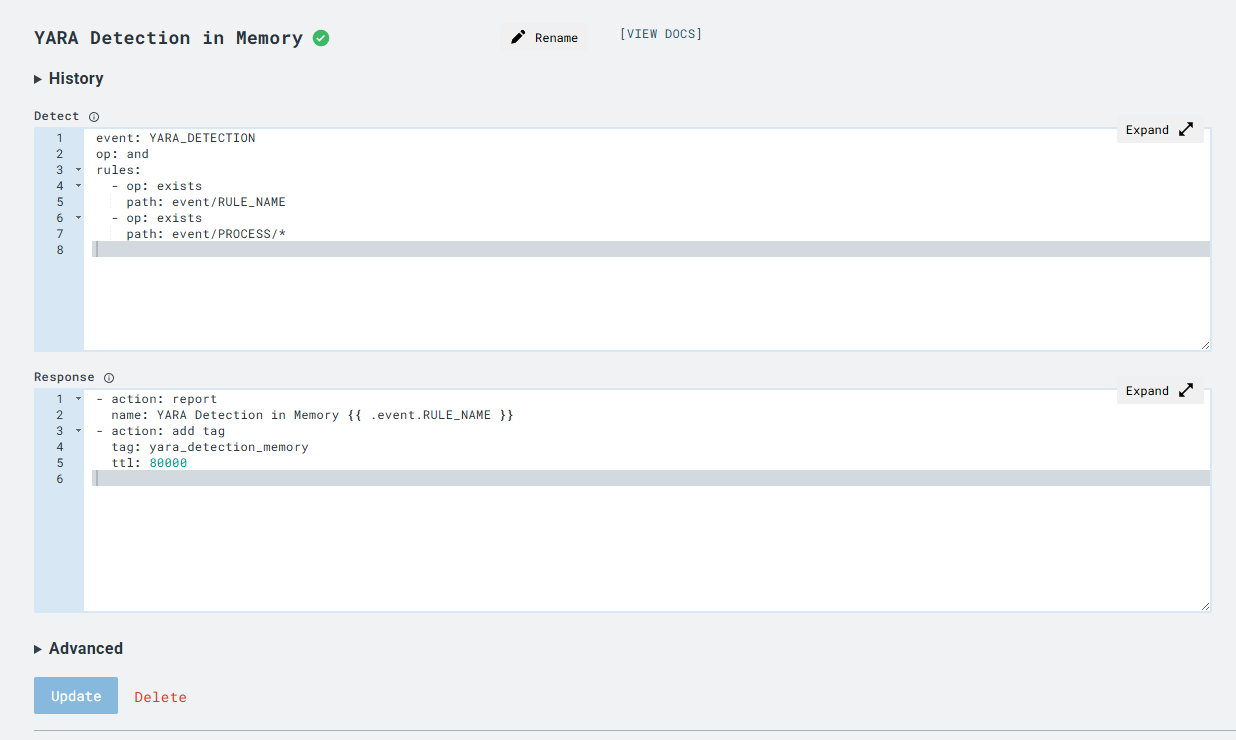 YARA Detection in Memory
Rename
[VIEW DOCS]
History
Detect
Expand
1 event: YARA_DETECTION
2 op: and
3 rules:
4 - op: exists
5 path: event/RULE_NAME
6 - op: exists
7 path: event/PROCESS/*
8
Response
Expand
1 - action: report
2 name: YARA Detection in Memory {{ .event.RULE_NAME }}
3 - action: add tag
4 tag: yara_detection_memory
5 ttl: 80000
6
Advanced
Update
Delete